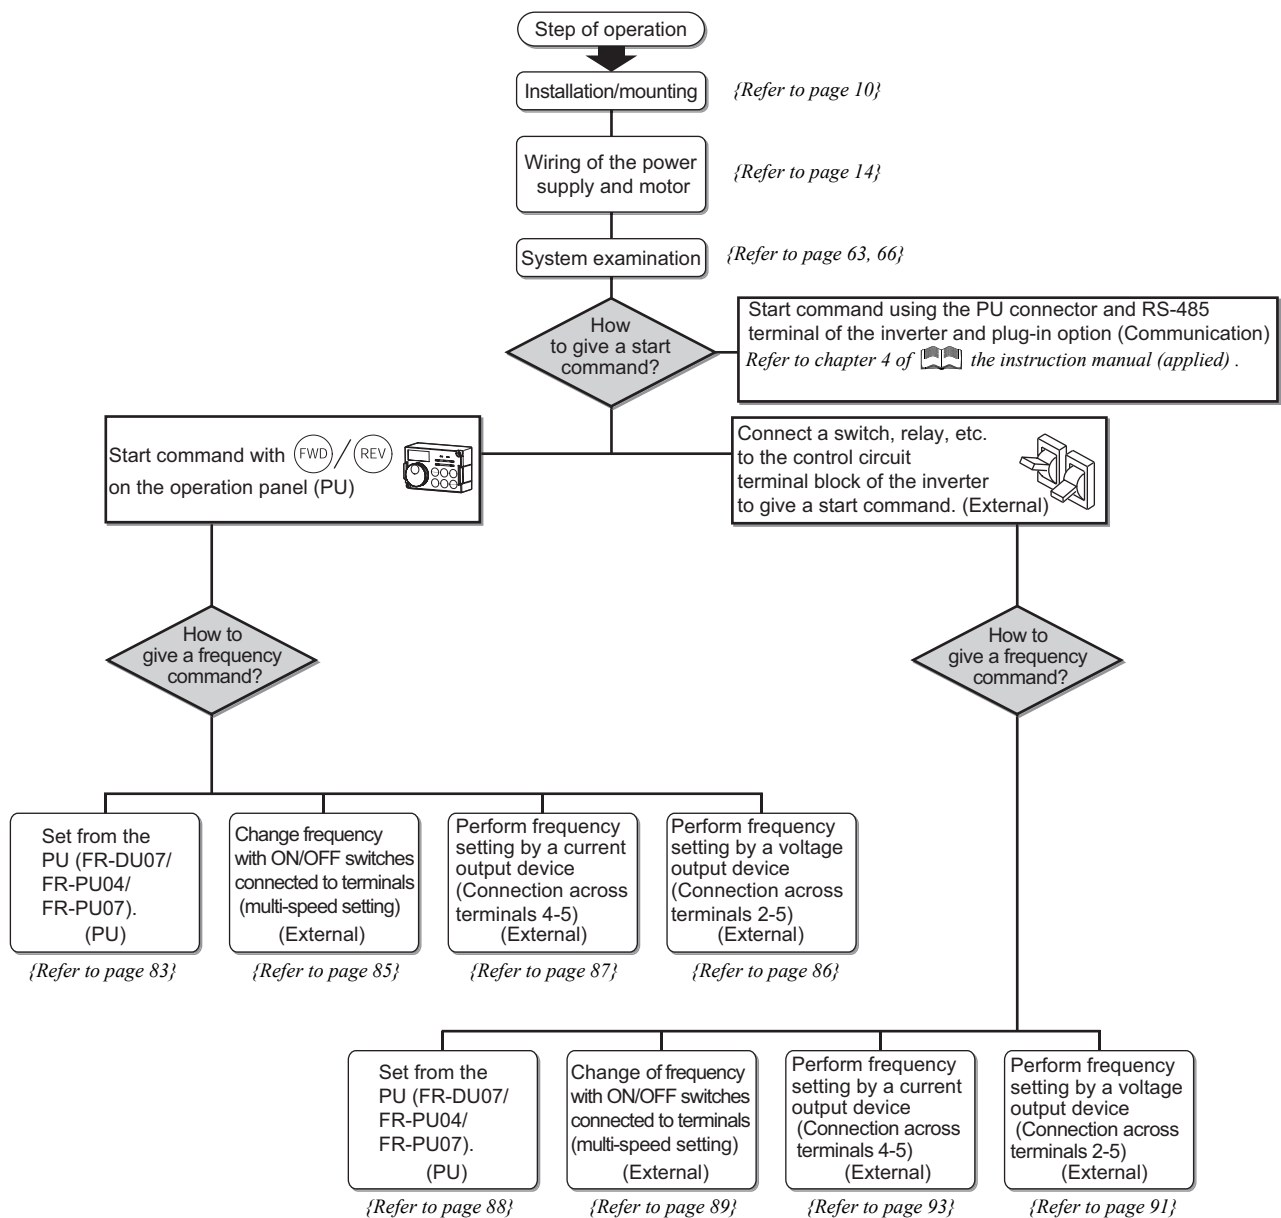 Step of operation
Installation/mounting
{Refer to page 10}
Wiring of the power
supply and motor
{Refer to page 14}
System examination
{Refer to page 63, 66}
How
to give a start
command?
Start command using the PU connector and RS-485
terminal of the inverter and plug-in option (Communication)
Refer to chapter 4 of the instruction manual (applied) .
Start command with FWD / REV
on the operation panel (PU)
Connect a switch, relay, etc.
to the control circuit
terminal block of the inverter
to give a start command. (External)
How to
give a frequency
command?
How to
give a frequency
command?
Set from the
PU (FR-DU07/
FR-PU04/
FR-PU07).
(PU)
{Refer to page 83}
Change frequency
with ON/OFF switches
connected to terminals
(multi-speed setting)
(External)
{Refer to page 85}
Perform frequency
setting by a current
output device
(Connection across
terminals 4-5)
(External)
{Refer to page 87}
Perform frequency
setting by a voltage
output device
(Connection across
terminals 2-5)
(External)
{Refer to page 86}
Set from the
PU (FR-DU07/
FR-PU04/
FR-PU07).
(PU)
{Refer to page 88}
Change of frequency
with ON/OFF switches
connected to terminals
(multi-speed setting)
(External)
{Refer to page 89}
Perform frequency
setting by a current
output device
(Connection across
terminals 4-5)
(External)
{Refer to page 93}
Perform frequency
setting by a voltage
output device
(Connection across
terminals 2-5)
(External)
{Refer to page 91}